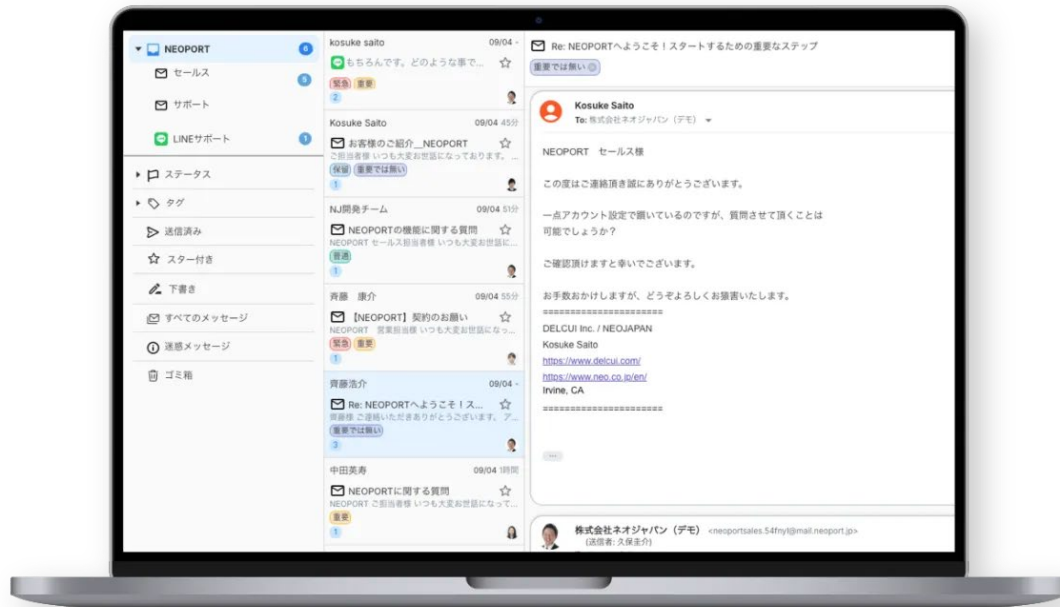 NEOPORT 6
セールス 5
サポート
LINEサポート 1
ステータス
タグ
送信済み
スター付き
下書き
すべてのメッセージ
迷惑メッセージ
ゴミ箱
kosuke saito 09/04 -
もちろんです。どのような事で...
緊急 重要
2
Kosuke Saito 09/04 45分
お客様のご紹介__NEOPORT
ご担当者様 いつも大変お世話になっております。 ...
保留 重要では無い
1
NJ開発チーム 09/04 51分
NEOPORTの機能に関する質問
NEOPORT セールス担当者様 いつも大変お世話に...
普通
1
斉藤 康介 09/04 55分
【NEOPORT】契約のお願い
NEOPORT 営業担当様 いつも大変お世話になっ...
緊急 重要
1
齊藤浩介 09/04 -
Re: NEOPORTへようこそ！ス...
齊藤様 ご連絡いただきありがとうございます。 ア...
重要では無い
3
中田英寿 09/04 1時間
NEOPORTに関する質問
NEOPORT ご担当者様 いつも大変お世話になって...
重要
1
Re: NEOPORTへようこそ！スタートするための重要なステップ
重要では無い
Kosuke Saito
To: 株式会社ネオジャパン（デモ）
NEOPORT セールス様
この度はご連絡頂き誠にありがとうございます。
一点アカウント設定で躓いているのですが、質問させて頂くことは
可能でしょうか？
ご確認頂けますと幸いでございます。
お手数おかけしますが、どうぞよろしくお猿害いたします。
======================
DELCUI Inc. / NEOJAPAN
Kosuke Saito
https://www.delcui.com/
https://www.neo.co.jp/en/
Irvine, CA
======================
...
株式会社ネオジャパン（デモ） <neoportsales.54fnyl@mail.neoport.jp>
(送信者: 久保圭介)